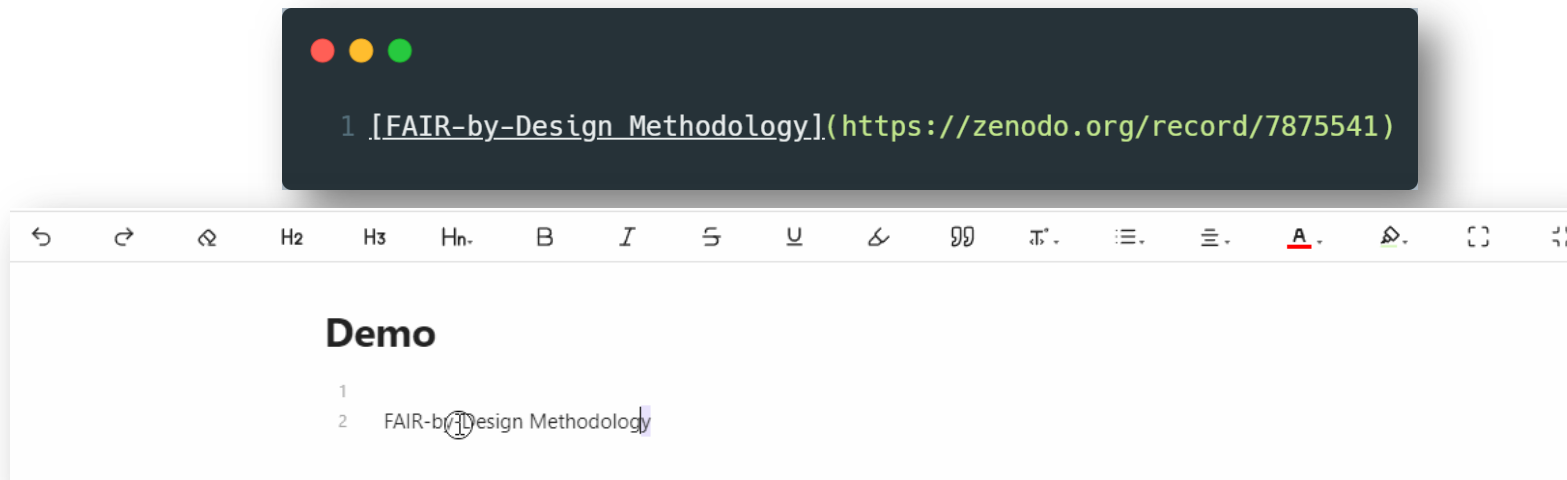 1 [FAIR-by-Design Methodology](https://zenodo.org/record/7875541)
H2 H3 Hn B I S U T A
Demo
1
2 FAIR-by-Design Methodology